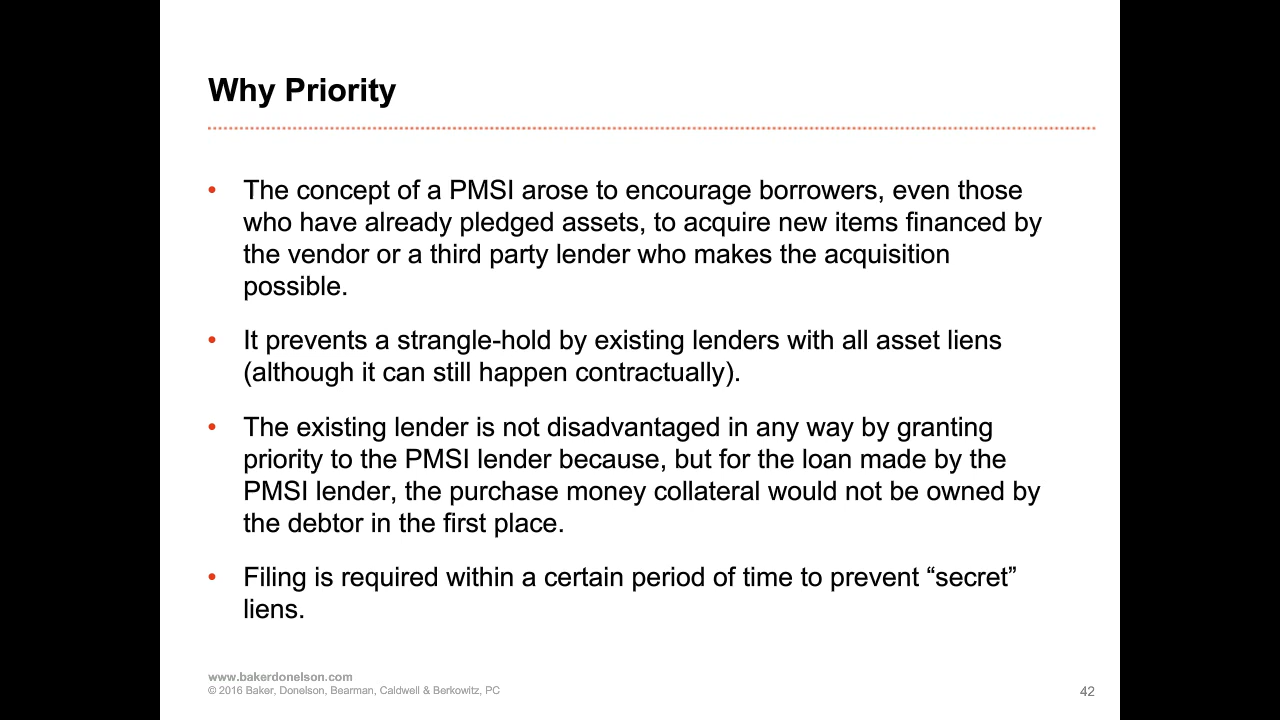 Why Priority
• The concept of a PMSI arose to encourage borrowers, even those
who have already pledged assets, to acquire new items financed by
the vendor or a third party lender who makes the acquisition
possible.
• It prevents a strangle-hold by existing lenders with all asset liens
(although it can still happen contractually).
• The existing lender is not disadvantaged in any way by granting
priority to the PMSI lender because, but for the loan made by the
PMSI lender, the purchase money collateral would not be owned by
the debtor in the first place.
• Filing is required within a certain period of time to prevent “secret”
liens.
www.bakerdonelson.com
© 2016 Baker, Donelson, Bearman, Caldwell & Berkowitz, PC
42